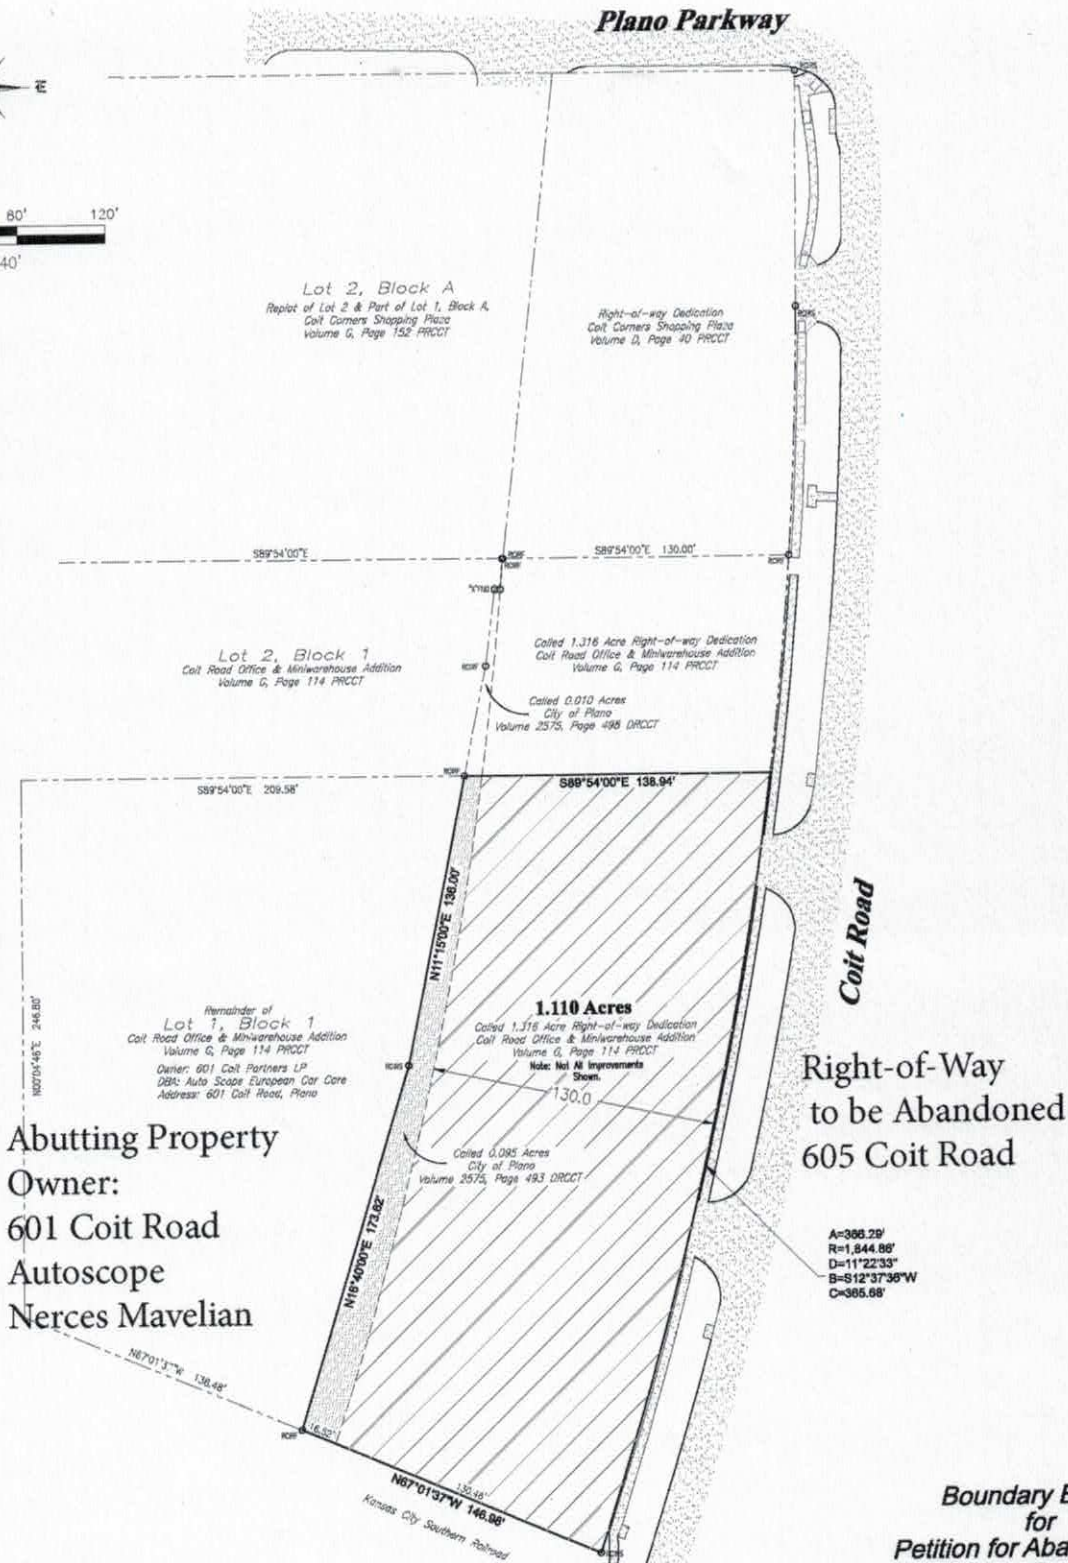 Plano Parkway
E
80' 120'
40'
Lot 2, Block A
Replat of Lot 2 & Part of Lot 1, Block A,
Coit Corners Shopping Plaza
Volume G, Page 152 PRCCT
Right-of-way Dedication
Coit Corners Shopping Plaza
Volume D, Page 40 PRCCT
S89°54'00"E
S89°54'00"E 130.00'
Lot 2, Block 1
Coit Road Office & Miniwarehouse Addition
Volume G, Page 114 PRCCT
Called 1.316 Acre Right-of-way Dedication
Coit Road Office & Miniwarehouse Addition
Volume G, Page 114 PRCCT
Called 0.010 Acres
City of Plano
Volume 2575, Page 498 DRCCT
S89°54'00"E 209.58'
S89°54'00"E 138.94'
N11°15'00"E 136.00'
Coit Road
N00°04'46"E 246.80'
Remainder of
Lot 1, Block 1
Coit Road Office & Miniwarehouse Addition
Volume G, Page 114 PRCCT
Owner: 601 Coit Partners LP
DBA: Auto Scope European Car Care
Address: 601 Coit Road, Plano
1.110 Acres
Called 1.316 Acre Right-of-way Dedication
Coit Road Office & Miniwarehouse Addition
Volume G, Page 114 PRCCT
Note: Not All Improvements
Shown.
130.0
Right-of-Way
to be Abandoned
605 Coit Road
Abutting Property
Owner:
601 Coit Road
Autoscope
Nerces Mavelian
Called 0.095 Acres
City of Plano
Volume 2575, Page 493 DRCCT
N16°40'00"E 173.62'
A=366.29'
R=1,844.86'
D=11°22'33"
B=S12°37'36"W
C=365.68'
138.48'
16.52'
130.46'
N67°01'37"W 146.98'
Kansas City Southern Railroad
Boundary
for
Petition for